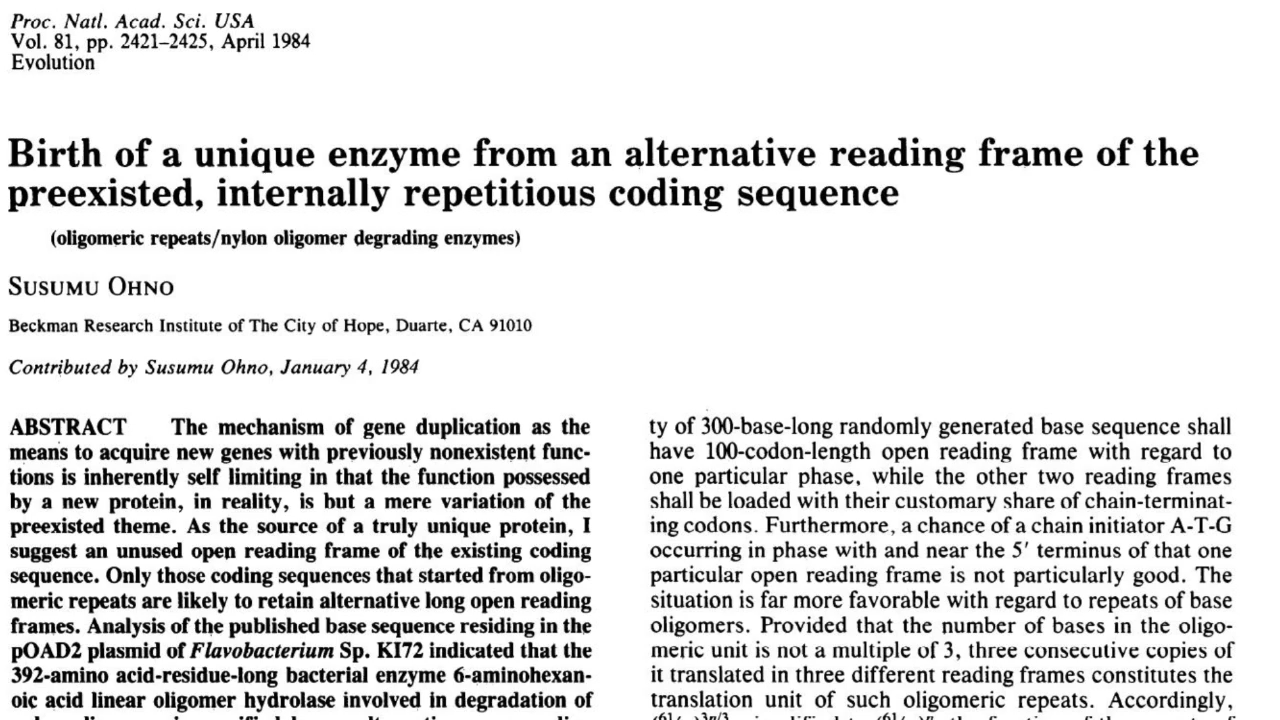 Proc. Natl. Acad. Sci. USA
Vol. 81, pp. 2421–2425, April 1984
Evolution
Birth of a unique enzyme from an alternative reading frame of the
preexisted, internally repetitious coding sequence
(oligomeric repeats/nylon oligomer degrading enzymes)
SUSUMU OHNO
Beckman Research Institute of The City of Hope, Duarte, CA 91010
Contributed by Susumu Ohno, January 4, 1984
ABSTRACT The mechanism of gene duplication as the
means to acquire new genes with previously nonexistent func-
tions is inherently self limiting in that the function possessed
by a new protein, in reality, is but a mere variation of the
preexisted theme. As the source of a truly unique protein, I
suggest an unused open reading frame of the existing coding
sequence. Only those coding sequences that started from oligo-
meric repeats are likely to retain alternative long open reading
frames. Analysis of the published base sequence residing in the
pOAD2 plasmid of Flavobacterium Sp. KI72 indicated that the
392-amino acid-residue-long bacterial enzyme 6-aminohexan-
oic acid linear oligomer hydrolase involved in degradation of
ty of 300-base-long randomly generated base sequence shall
have 100-codon-length open reading frame with regard to
one particular phase, while the other two reading frames
shall be loaded with their customary share of chain-terminat-
ing codons. Furthermore, a chance of a chain initiator A-T-G
occurring in phase with and near the 5′ terminus of that one
particular open reading frame is not particularly good. The
situation is far more favorable with regard to repeats of base
oligomers. Provided that the number of bases in the oligo-
meric unit is not a multiple of 3, three consecutive copies of
it translated in three different reading frames constitutes the
translation unit of such oligomeric repeats. Accordingly,